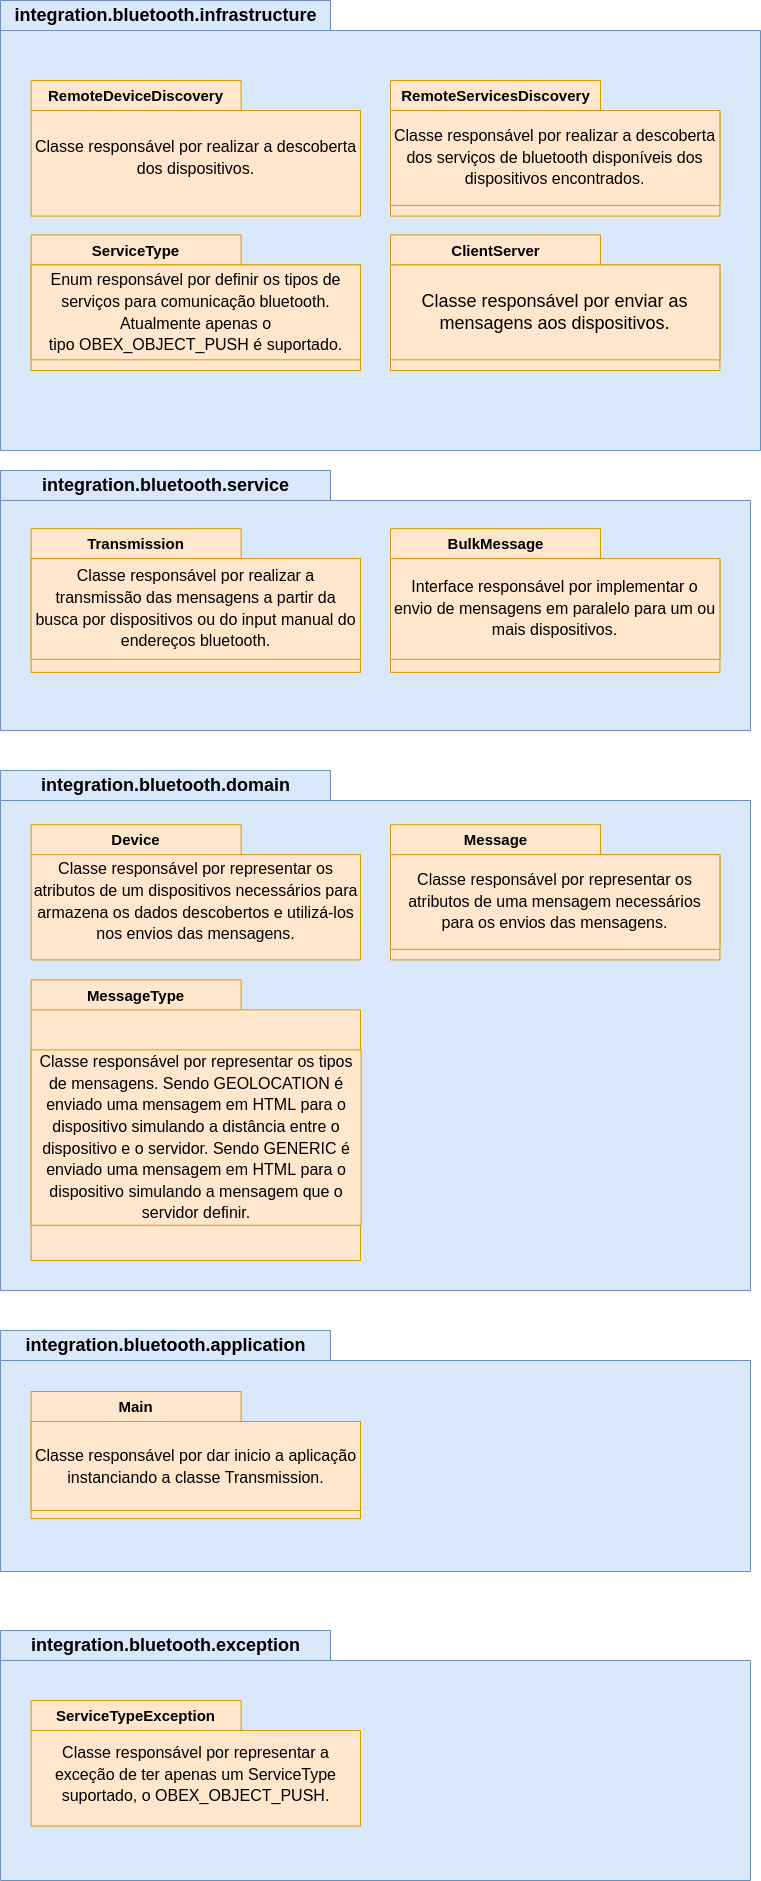 integration.bluetooth.infrastructure
RemoteDeviceDiscovery
Classe responsável por realizar a descoberta
dos dispositivos.
RemoteServicesDiscovery
Classe responsável por realizar a descoberta
dos serviços de bluetooth disponíveis dos
dispositivos encontrados.
ServiceType
Enum responsável por definir os tipos de
serviços para comunicação bluetooth.
Atualmente apenas o
tipo OBEX_OBJECT_PUSH é suportado.
ClientServer
Classe responsável por enviar as
mensagens aos dispositivos.
integration.bluetooth.service
Transmission
Classe responsável por realizar a
transmissão das mensagens a partir da
busca por dispositivos ou do input manual do
endereços bluetooth.
BulkMessage
Interface responsável por implementar o
envio de mensagens em paralelo para um ou
mais dispositivos.
integration.bluetooth.domain
Device
Classe responsável por representar os
atributos de um dispositivos necessários para
armazena os dados descobertos e utilizá-los
nos envios das mensagens.
Message
Classe responsável por representar os
atributos de uma mensagem necessários
para os envios das mensagens.
MessageType
Classe responsável por representar os tipos
de mensagens. Sendo GEOLOCATION é
enviado uma mensagem em HTML para o
dispositivo simulando a distância entre o
dispositivo e o servidor. Sendo GENERIC é
enviado uma mensagem em HTML para o
dispositivo simulando a mensagem que o
servidor definir.
integration.bluetooth.application
Main
Classe responsável por dar inicio a aplicação
instanciando a classe Transmission.
integration.bluetooth.exception
ServiceTypeException
Classe responsável por representar a
exceção de ter apenas um ServiceType
suportado, o OBEX_OBJECT_PUSH.